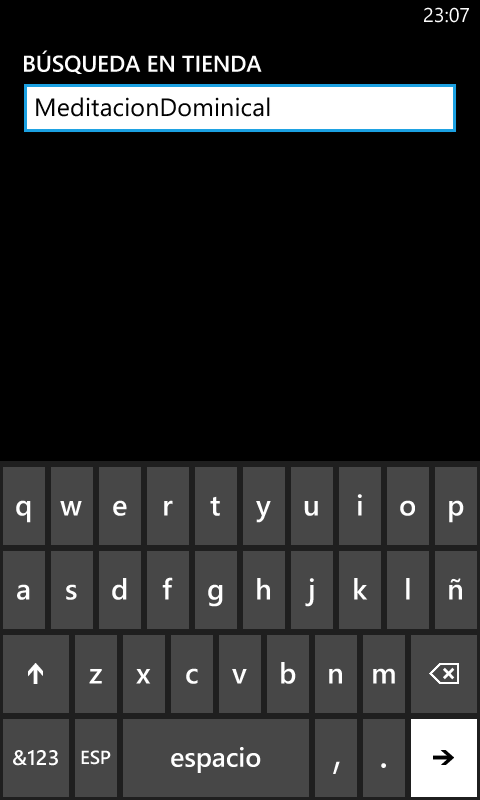 23:07
BÚSQUEDA EN TIENDA
MeditacionDominical
q w e r t y u i o p
a s d f g h j k l ñ
z x c v b n m
&123 ESP espacio , .